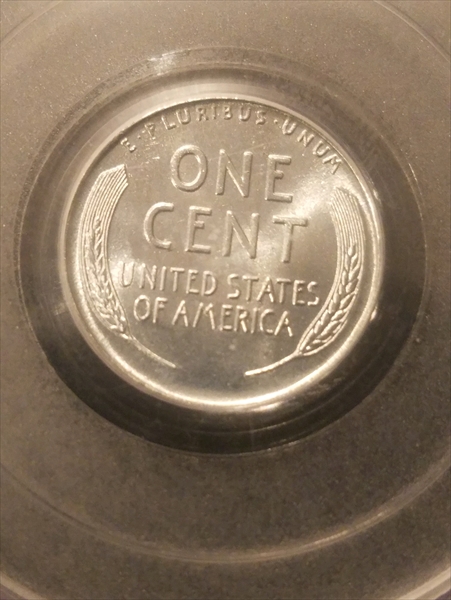 E·PLURIBUS·UNUM
ONE
CENT
UNITED STATES
OF AMERICA